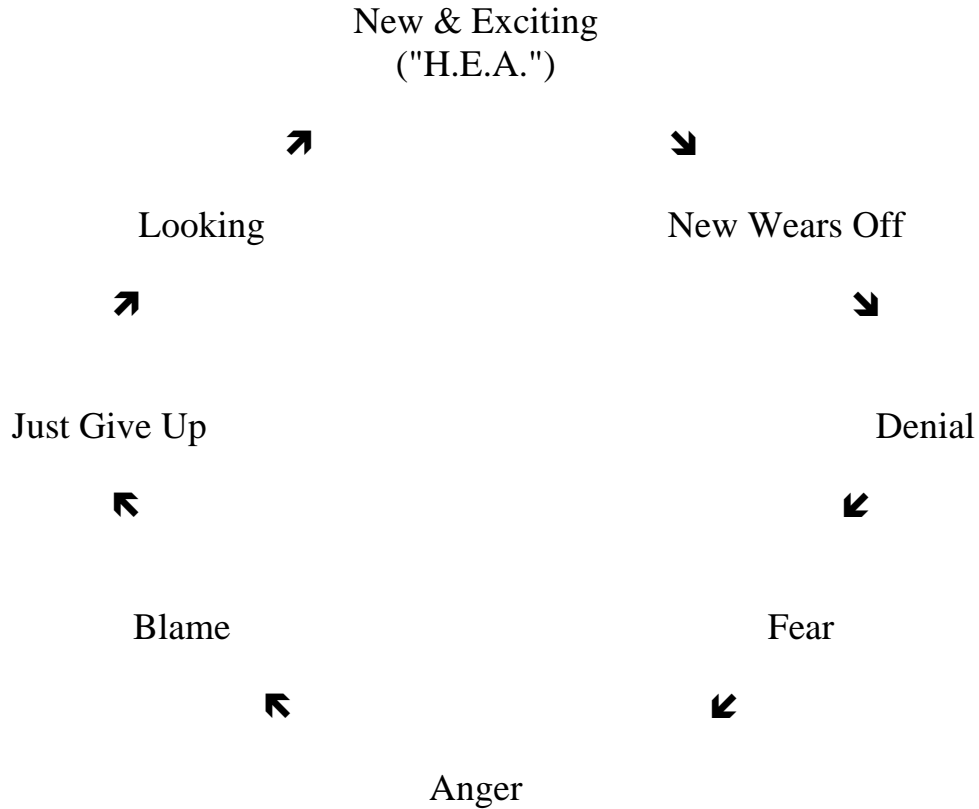 New & Exciting
("H.E.A.")
Looking
New Wears Off
Just Give Up
Denial
Blame
Fear
Anger